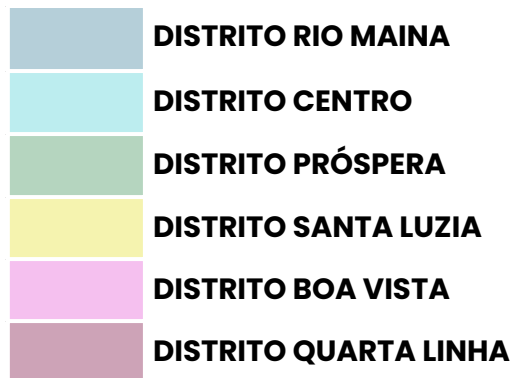 DISTRITO RIO MAINA
DISTRITO CENTRO
DISTRITO PRÓSPERA
DISTRITO SANTA LUZIA
DISTRITO BOA VISTA
DISTRITO QUARTA LINHA